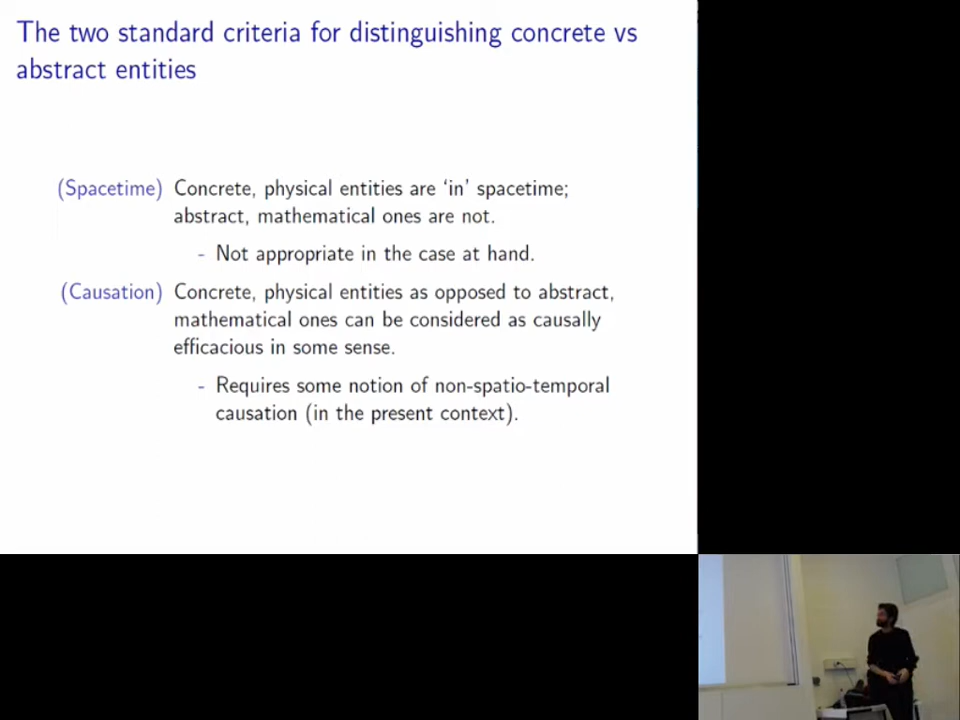 The two standard criteria for distinguishing concrete vs
abstract entities
(Spacetime) Concrete, physical entities are ‘in’ spacetime;
abstract, mathematical ones are not.
- Not appropriate in the case at hand.
(Causation) Concrete, physical entities as opposed to abstract,
mathematical ones can be considered as causally
efficacious in some sense.
- Requires some notion of non-spatio-temporal
causation (in the present context).